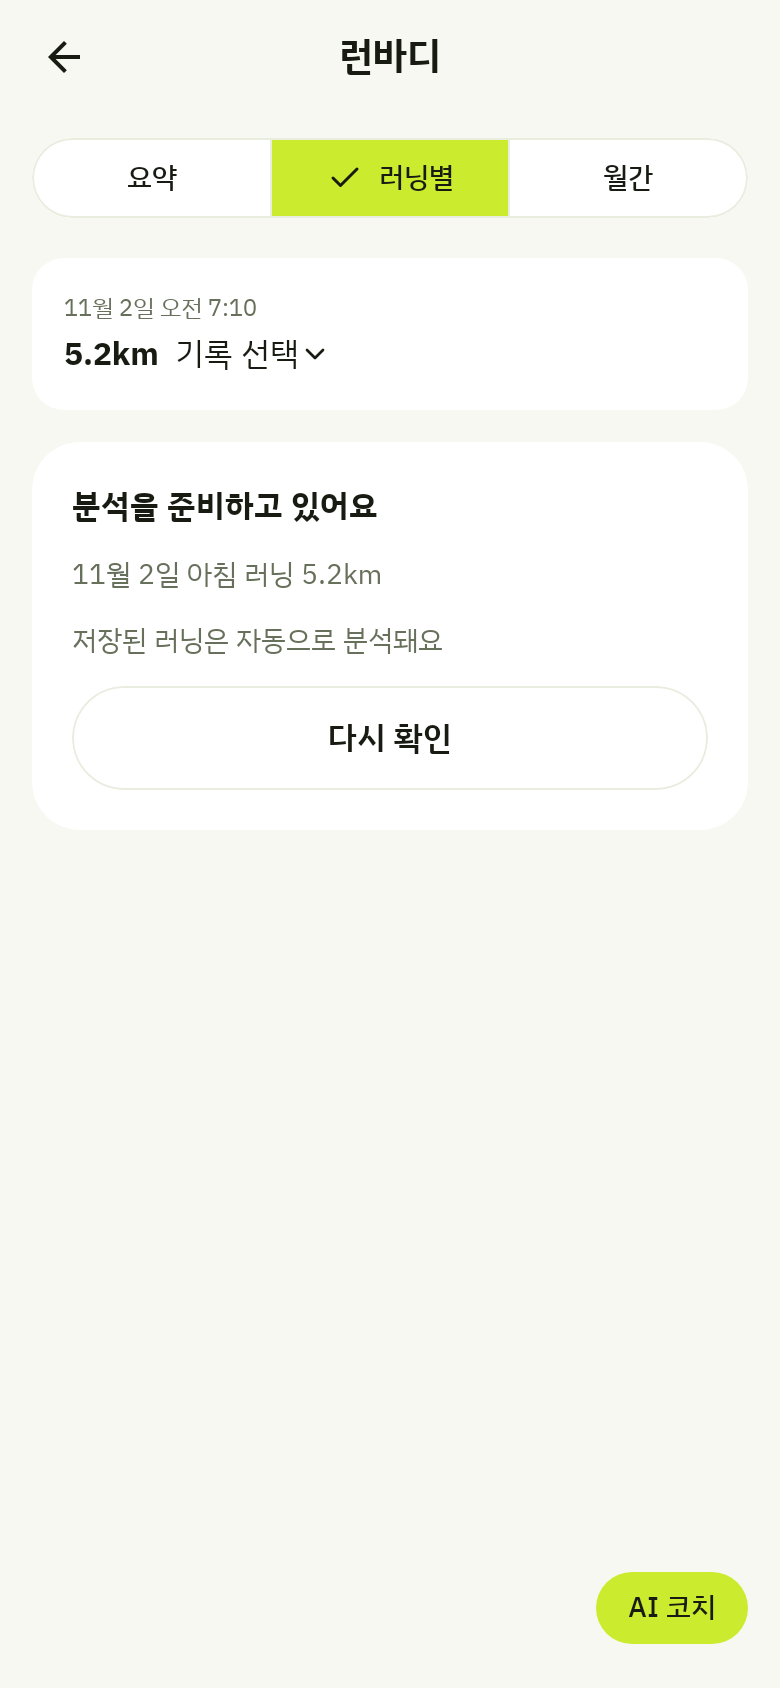 런바디
요약
러닝별
월간
11월 2일 오전 7:10
5.2km 기록 선택
분석을 준비하고 있어요
11월 2일 아침 러닝 5.2km
저장된 러닝은 자동으로 분석돼요
다시 확인
AI 코치